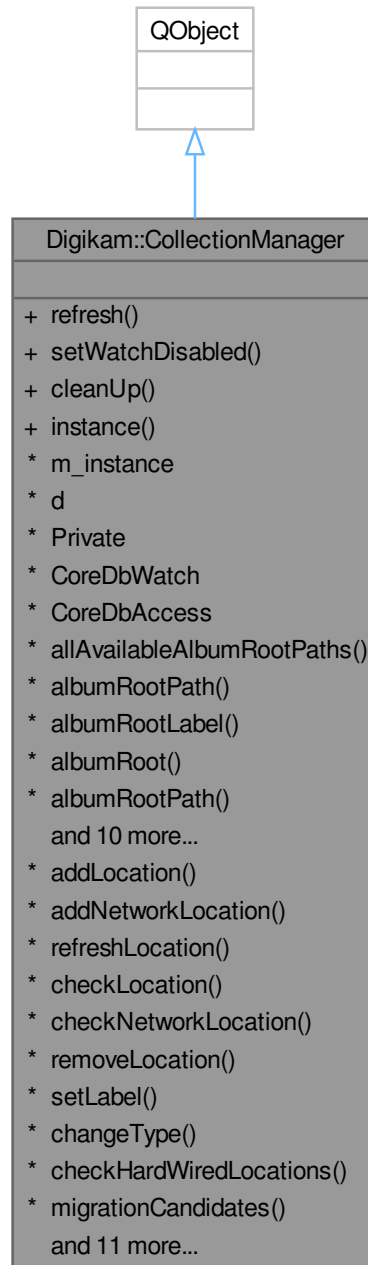 QObject
Digikam::CollectionManager
+ refresh()
+ setWatchDisabled()
+ cleanUp()
+ instance()
* m_instance
* d
* Private
* CoreDbWatch
* CoreDbAccess
* allAvailableAlbumRootPaths()
* albumRootPath()
* albumRootLabel()
* albumRoot()
* albumRootPath()
and 10 more...
* addLocation()
* addNetworkLocation()
* refreshLocation()
* checkLocation()
* checkNetworkLocation()
* removeLocation()
* setLabel()
* changeType()
* checkHardWiredLocations()
* migrationCandidates()
and 11 more...